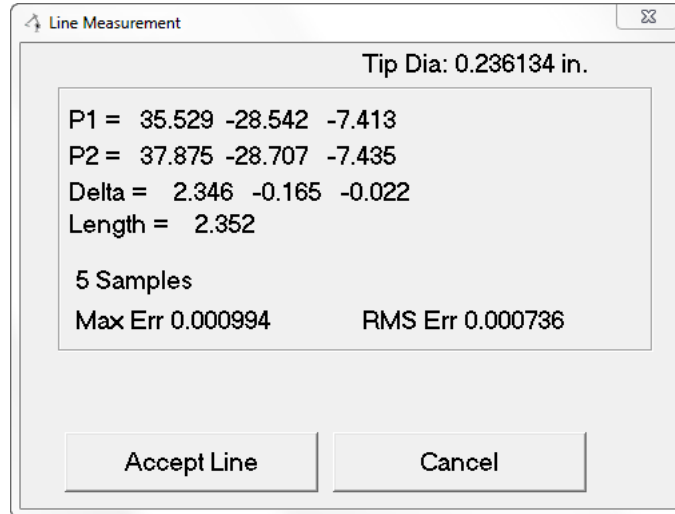 Line Measurement
Tip Dia: 0.236134 in.
P1 = 35.529 -28.542 -7.413
P2 = 37.875 -28.707 -7.435
Delta = 2.346 -0.165 -0.022
Length = 2.352
5 Samples
Max Err 0.000994 RMS Err 0.000736
Accept Line Cancel